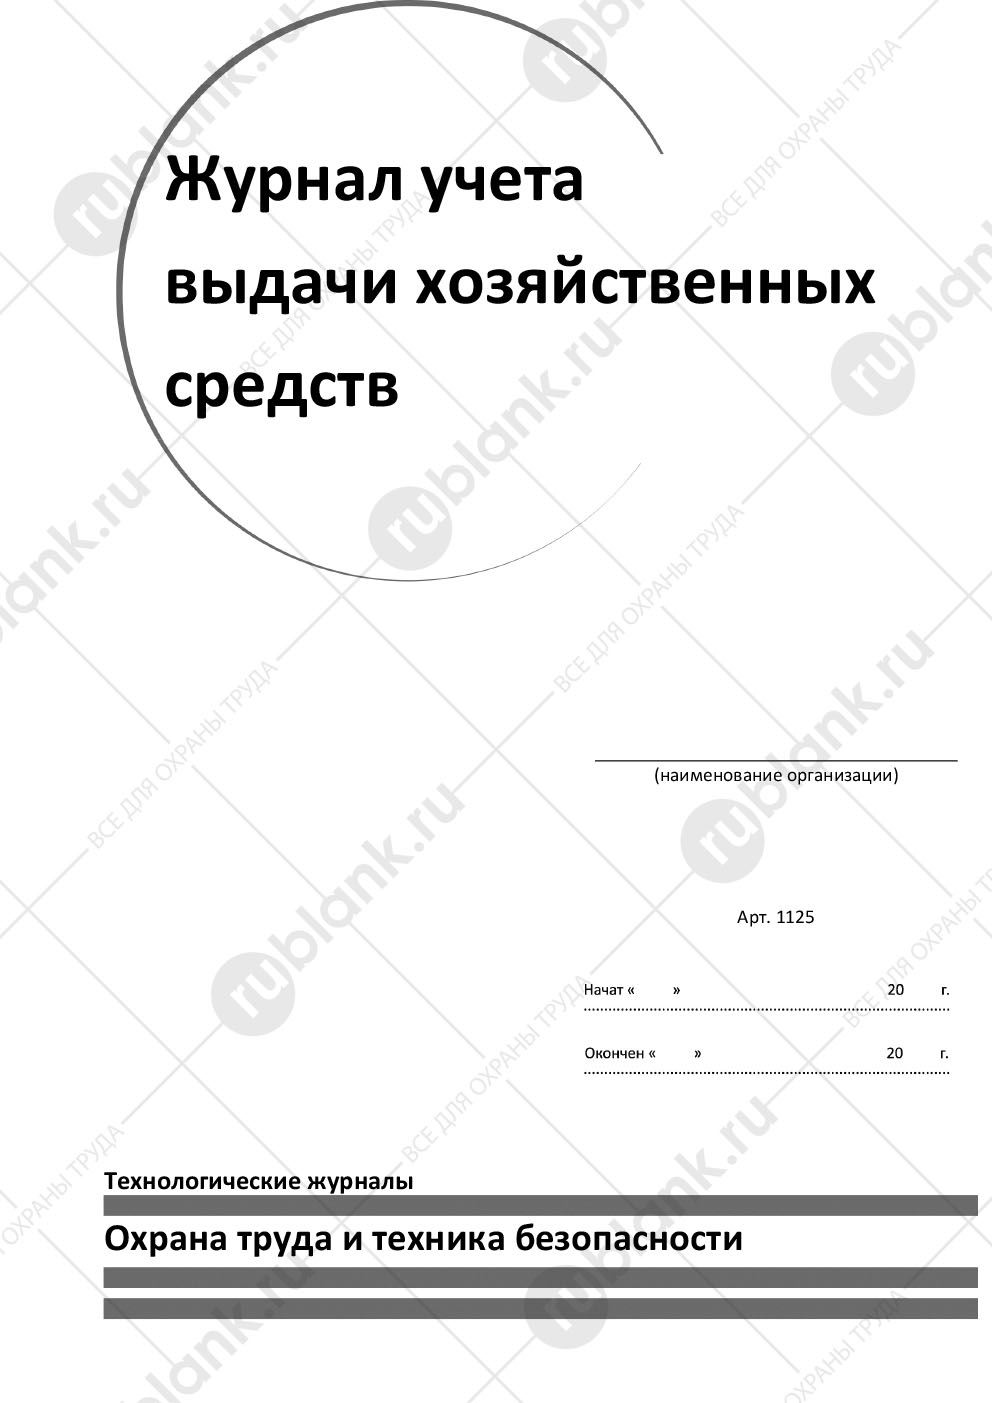 Журнал учета
выдачи хозяйственных
средств
(наименование организации)
Арт. 1125
Начат « » 20 г.
Окончен « » 20 г.
Технологические журналы
Охрана труда и техника безопасности
rublank.ru
ВСЕ ДЛЯ ОХРАНЫ ТРУДА